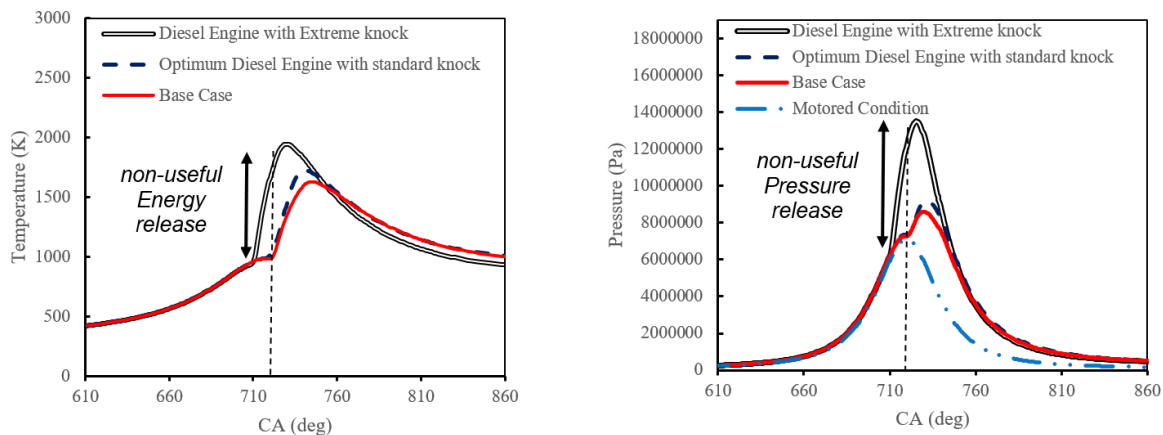 3000
2500
2000
1500
1000
500
0
Temperature (K)
Diesel Engine with Extreme knock
Optimum Diesel Engine with standard knock
Base Case
non-useful
Energy
release
610 660 710 760 810 860
CA (deg)
18000000
16000000
14000000
12000000
10000000
8000000
6000000
4000000
2000000
0
Pressure (Pa)
Diesel Engine with Extreme knock
Optimum Diesel Engine with standard knock
Base Case
Motored Condition
non-useful
Pressure
release
610 660 710 760 810 860
CA (deg)